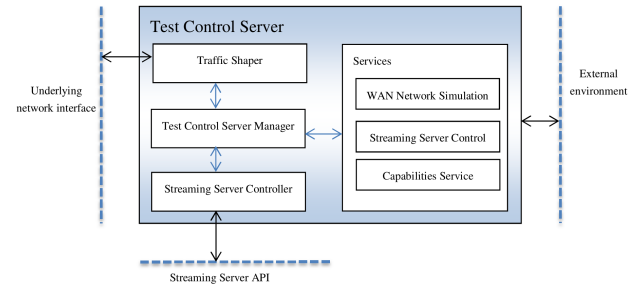 Test Control Server
Traffic Shaper
Services
Underlying
network interface
External
environment
WAN Network Simulation
Test Control Server Manager
Streaming Server Control
Capabilities Service
Streaming Server Controller
Streaming Server API